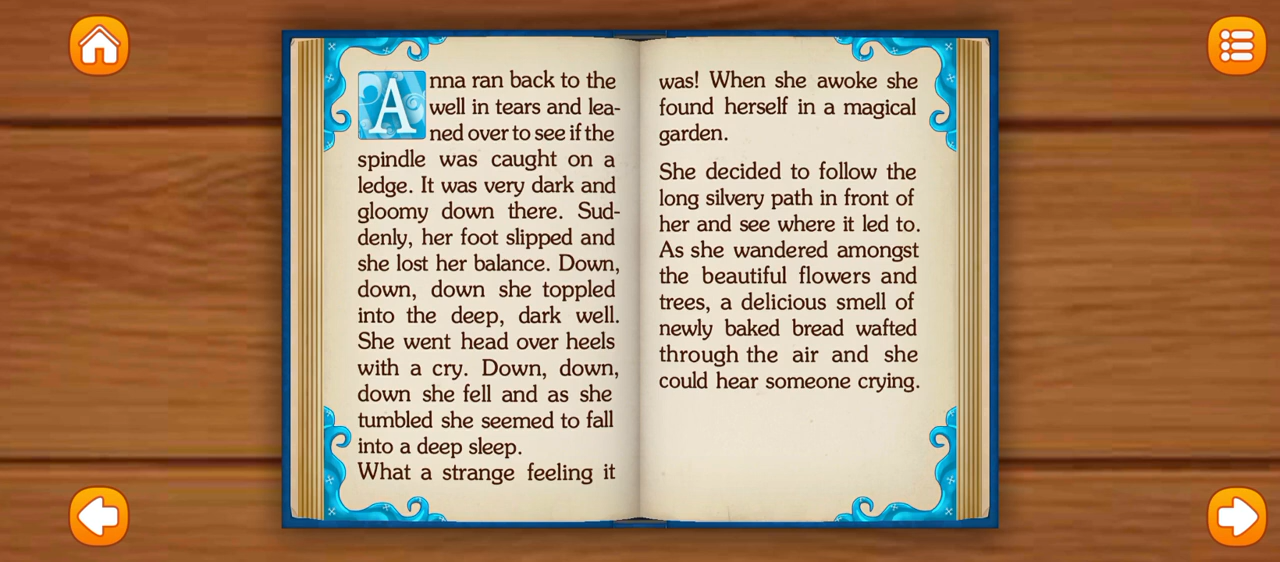 Anna ran back to the
well in tears and lea-
ned over to see if the
spindle was caught on a
ledge. It was very dark and
gloomy down there. Sud-
denly, her foot slipped and
she lost her balance. Down,
down, down she toppled
into the deep, dark well.
She went head over heels
with a cry. Down, down,
down she fell and as she
tumbled she seemed to fall
into a deep sleep.
What a strange feeling it
was! When she awoke she
found herself in a magical
garden.
She decided to follow the
long silvery path in front of
her and see where it led to.
As she wandered amongst
the beautiful flowers and
trees, a delicious smell of
newly baked bread wafted
through the air and she
could hear someone crying.